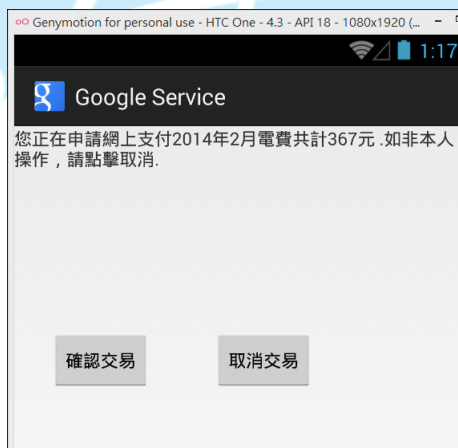 Genymotion for personal use - HTC One - 4.3 - API 18 - 1080x1920 (...
1:17
Google Service
您正在申請網上支付2014年2月電費共計367元 .如非本人
操作，請點擊取消.
確認交易
取消交易